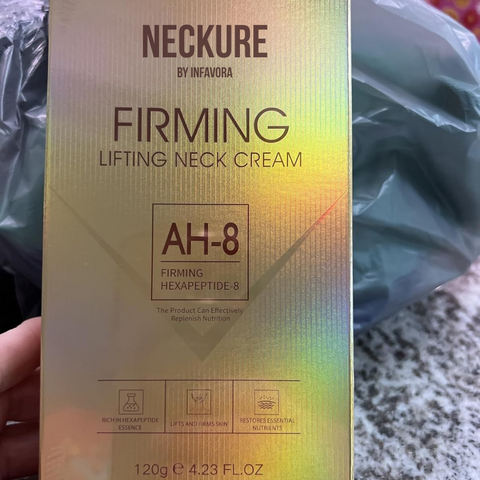 NECKURE
BY INFAVORA
FIRMING
LIFTING NECK CREAM
AH-8
FIRMING
HEXAPEPTIDE-8
The Product Can Effectively
Replenish Nutrition
RICH IN HEXAPEPTIDE
ESSENCE
LIFTS AND FIRMS SKIN
RESTORES ESSENTIAL
NUTRIENTS
120g ℮ 4.23 FL.OZ